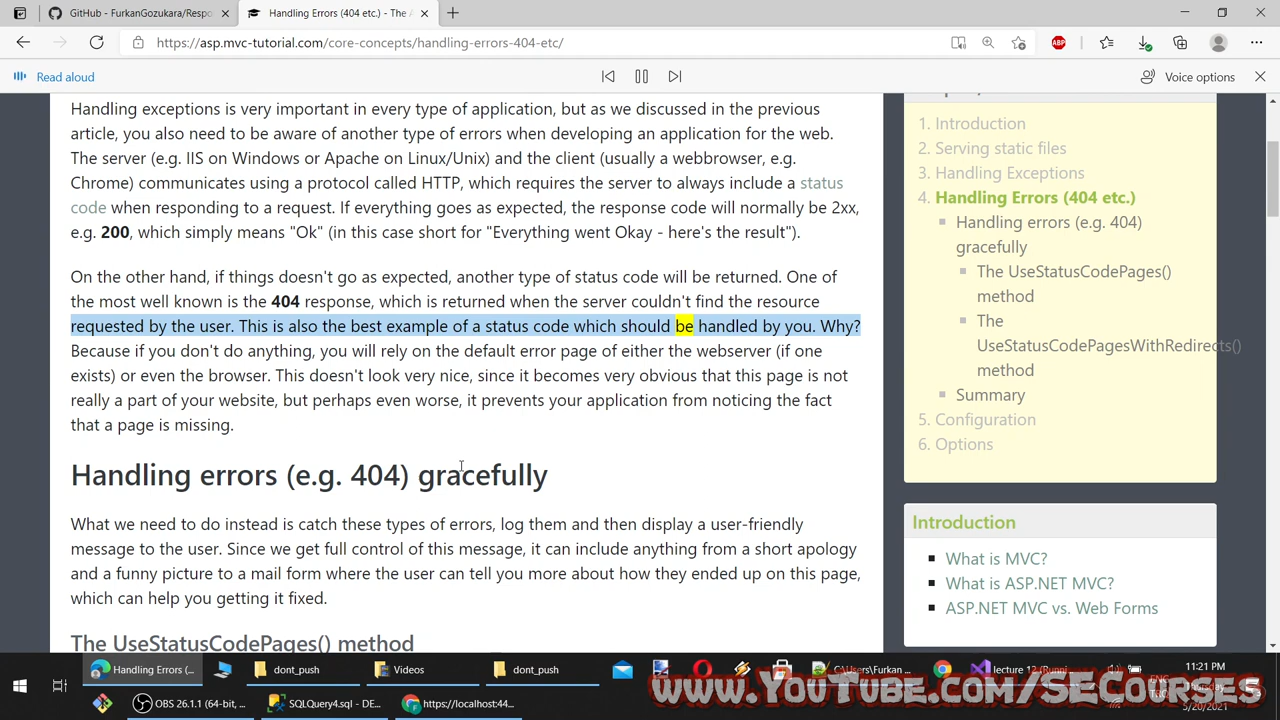 GitHub - FurkanGozukara/Respo
Handling Errors (404 etc.) - The A
https://asp.mvc-tutorial.com/core-concepts/handling-errors-404-etc/
ABP
Read aloud
Voice options
Handling exceptions is very important in every type of application, but as we discussed in the previous
article, you also need to be aware of another type of errors when developing an application for the web.
The server (e.g. IIS on Windows or Apache on Linux/Unix) and the client (usually a webbrowser, e.g.
Chrome) communicates using a protocol called HTTP, which requires the server to always include a status
code when responding to a request. If everything goes as expected, the response code will normally be 2xx,
e.g. 200, which simply means "Ok" (in this case short for "Everything went Okay - here's the result").
On the other hand, if things doesn't go as expected, another type of status code will be returned. One of
the most well known is the 404 response, which is returned when the server couldn't find the resource
requested by the user. This is also the best example of a status code which should be handled by you. Why?
Because if you don't do anything, you will rely on the default error page of either the webserver (if one
exists) or even the browser. This doesn't look very nice, since it becomes very obvious that this page is not
really a part of your website, but perhaps even worse, it prevents your application from noticing the fact
that a page is missing.
Handling errors (e.g. 404) gracefully
What we need to do instead is catch these types of errors, log them and then display a user-friendly
message to the user. Since we get full control of this message, it can include anything from a short apology
and a funny picture to a mail form where the user can tell you more about how they ended up on this page,
which can help you getting it fixed.
The UseStatusCodePages() method
1. Introduction
2. Serving static files
3. Handling Exceptions
4. Handling Errors (404 etc.)
Handling errors (e.g. 404)
gracefully
The UseStatusCodePages()
method
The
UseStatusCodePagesWithRedirects()
method
Summary
5. Configuration
6. Options
Introduction
What is MVC?
What is ASP.NET MVC?
ASP.NET MVC vs. Web Forms
Handling Errors (...
dont_push
Videos
dont_push
C:\Users\Furkan ...
lecture 12 (Runni...
11:21 PM
Thursday
5/20/2021
OBS 26.1.1 (64-bit, ...
SQLQuery4.sql - DE...
https://localhost:44...
www.YouTube.com/SECourses